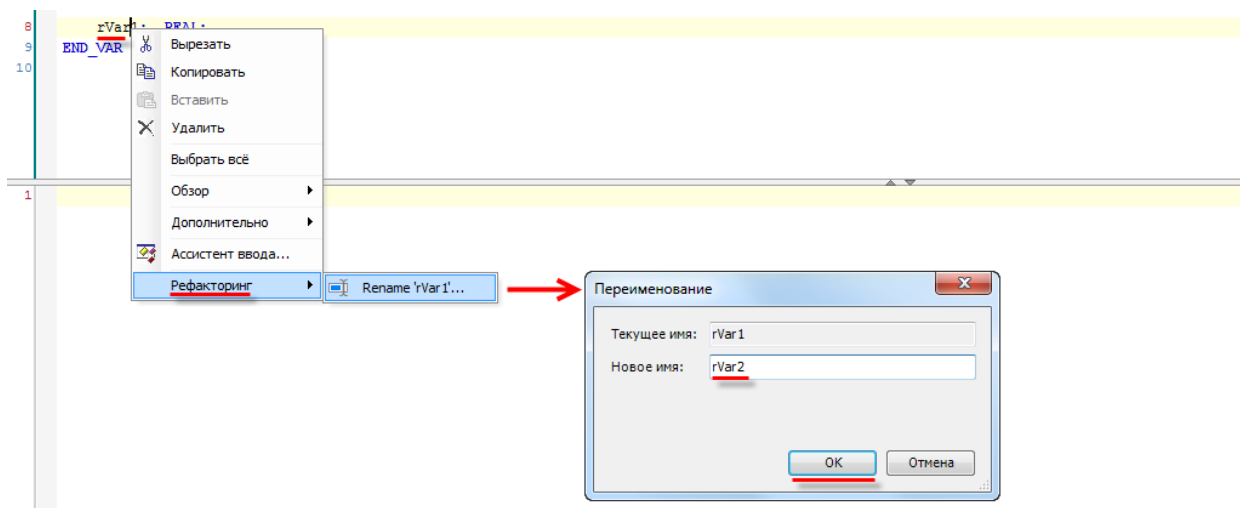 8 rVar1: REAL;
9 END_VAR
10
Вырезать
Копировать
Вставить
Удалить
Выбрать всё
Обзор
Дополнительно
Ассистент ввода...
Рефакторинг
Rename 'rVar1'...
1
Переименование
Текущее имя: rVar1
Новое имя: rVar2
OK
Отмена